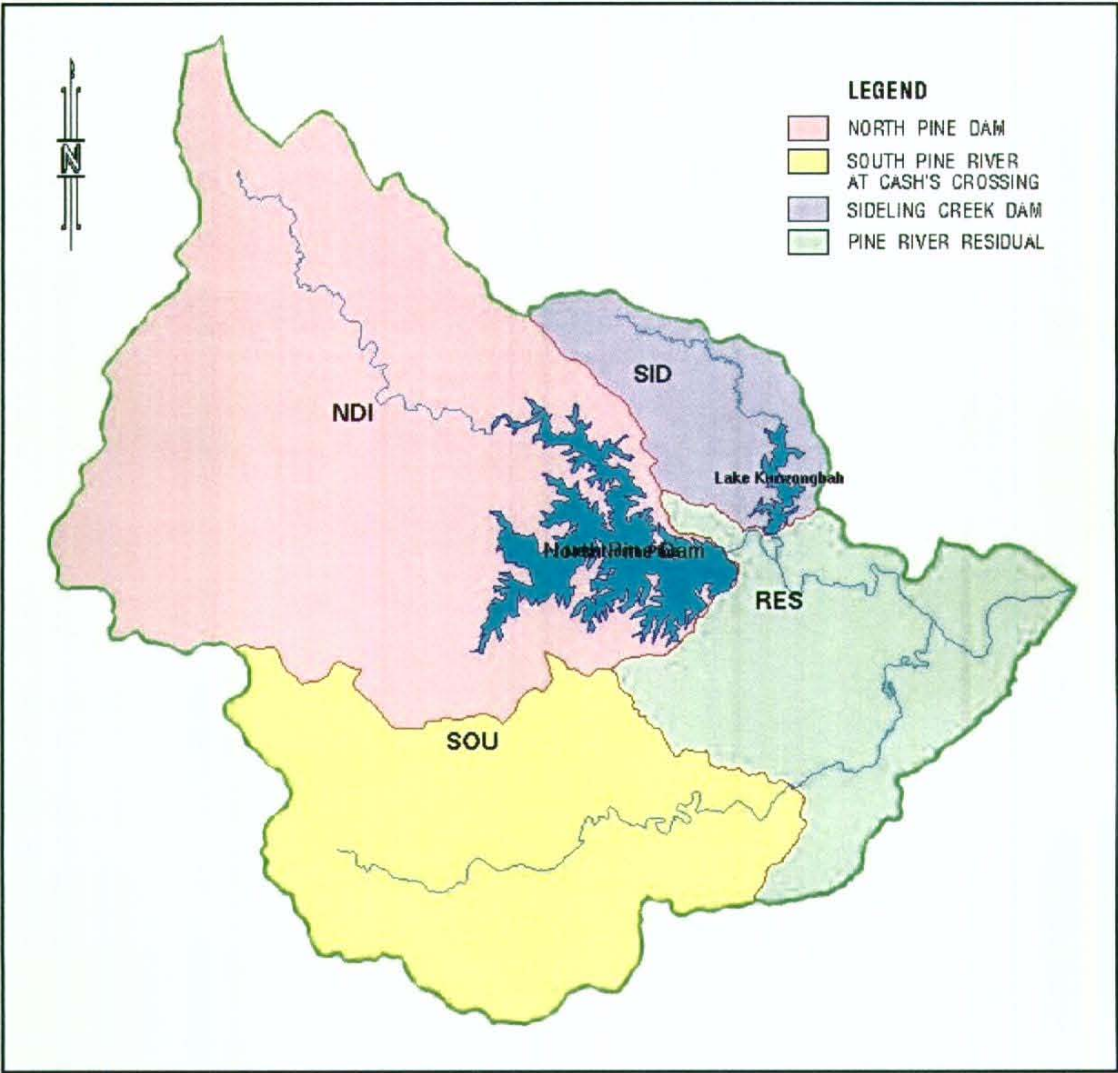 N
LEGEND
NORTH PINE DAM
SOUTH PINE RIVER
AT CASH'S CROSSING
SIDELING CREEK DAM
PINE RIVER RESIDUAL
SID
NDI
Lake Kurwongbah
Dam
RES
SOU